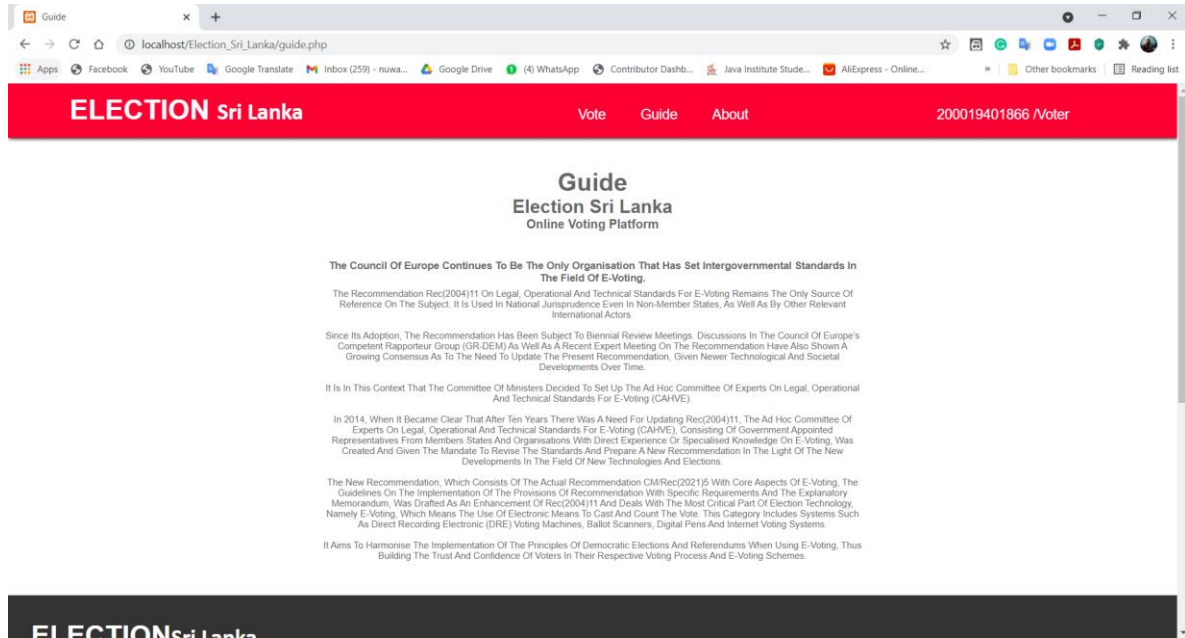 Guide
localhost/Election_Sri_Lanka/guide.php
Apps Facebook YouTube Google Translate Inbox (259) - nuwa... Google Drive (4) WhatsApp Contributor Dashb... Java Institute Stude... AliExpress - Online... » Other bookmarks Reading list
ELECTION Sri Lanka Vote Guide About 200019401866 /Voter
Guide
Election Sri Lanka
Online Voting Platform
The Council Of Europe Continues To Be The Only Organisation That Has Set Intergovernmental Standards In
The Field Of E-Voting.
The Recommendation Rec(2004)11 On Legal, Operational And Technical Standards For E-Voting Remains The Only Source Of
Reference On The Subject. It Is Used In National Jurisprudence Even In Non-Member States, As Well As By Other Relevant
International Actors.
Since Its Adoption, The Recommendation Has Been Subject To Biennial Review Meetings. Discussions In The Council Of Europe's
Competent Rapporteur Group (GR-DEM) As Well As A Recent Expert Meeting On The Recommendation Have Also Shown A
Growing Consensus As To The Need To Update The Present Recommendation, Given Newer Technological And Societal
Developments Over Time.
It Is In This Context That The Committee Of Ministers Decided To Set Up The Ad Hoc Committee Of Experts On Legal, Operational
And Technical Standards For E-Voting (CAHVE).
In 2014, When It Became Clear That After Ten Years There Was A Need For Updating Rec(2004)11, The Ad Hoc Committee Of
Experts On Legal, Operational And Technical Standards For E-Voting (CAHVE), Consisting Of Government Appointed
Representatives From Members States And Organisations With Direct Experience Or Specialised Knowledge On E-Voting, Was
Created And Given The Mandate To Revise The Standards And Prepare A New Recommendation In The Light Of The New
Developments In The Field Of New Technologies And Elections.
The New Recommendation, Which Consists Of The Actual Recommendation CM/Rec(2021)5 With Core Aspects Of E-Voting, The
Guidelines On The Implementation Of The Provisions Of Recommendation With Specific Requirements And The Explanatory
Memorandum, Was Drafted As An Enhancement Of Rec(2004)11 And Deals With The Most Critical Part Of Election Technology,
Namely E-Voting, Which Means The Use Of Electronic Means To Cast And Count The Vote. This Category Includes Systems Such
As Direct Recording Electronic (DRE) Voting Machines, Ballot Scanners, Digital Pens And Internet Voting Systems.
It Aims To Harmonise The Implementation Of The Principles Of Democratic Elections And Referendums When Using E-Voting, Thus
Building The Trust And Confidence Of Voters In Their Respective Voting Process And E-Voting Schemes.
ELECTIONSri Lanka